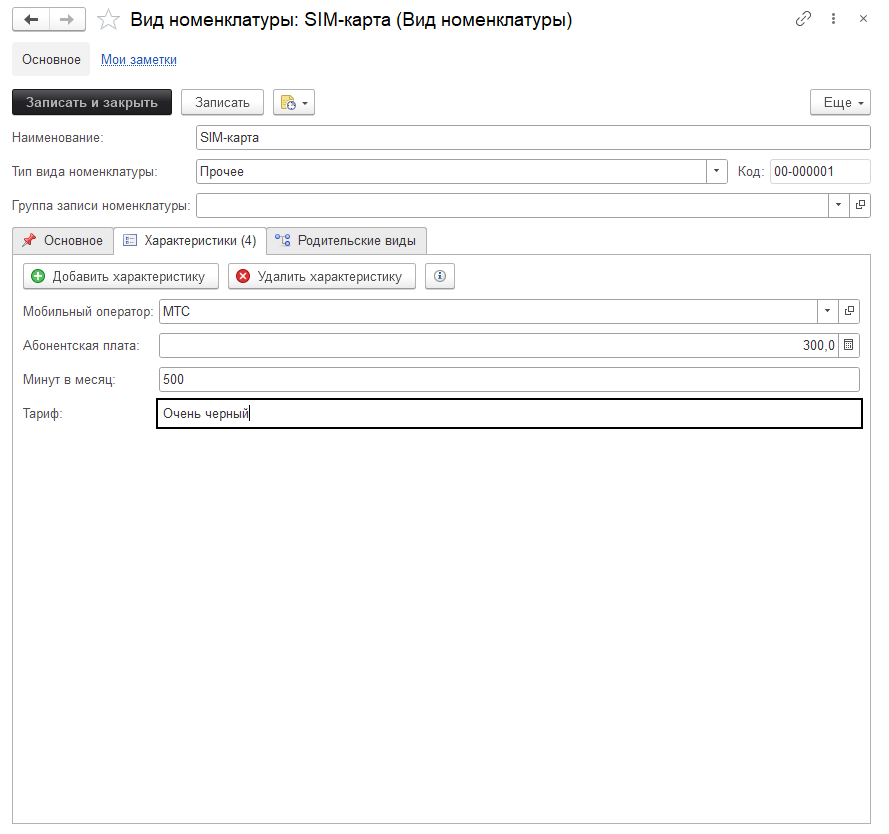 Вид номенклатуры: SIM-карта (Вид номенклатуры)
Основное Мои заметки
Записать и закрыть Записать Еще
Наименование: SIM-карта
Тип вида номенклатуры: Прочее Код: 00-000001
Группа записи номенклатуры:
Основное Характеристики (4) Родительские виды
Добавить характеристику Удалить характеристику
Мобильный оператор: МТС
Абонентская плата: 300,0
Минут в месяц: 500
Тариф: Очень черный